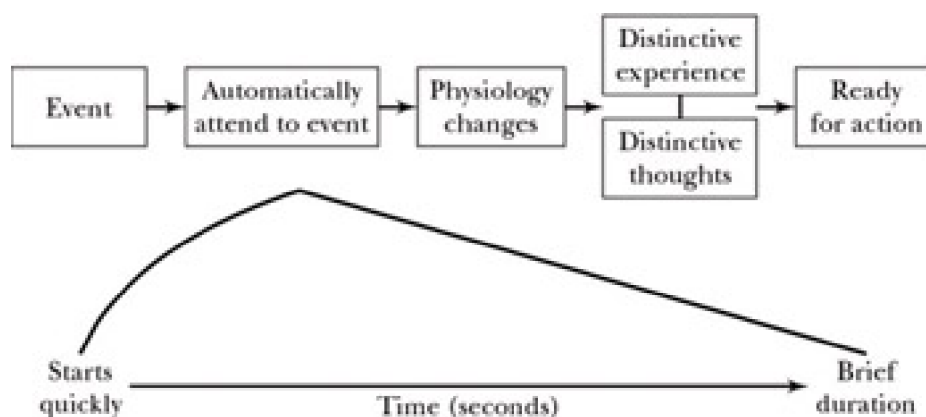 Event
Automatically
attend to event
Physiology
changes
Distinctive
experience
Distinctive
thoughts
Ready
for action
Starts
quickly
Time (seconds)
Brief
duration